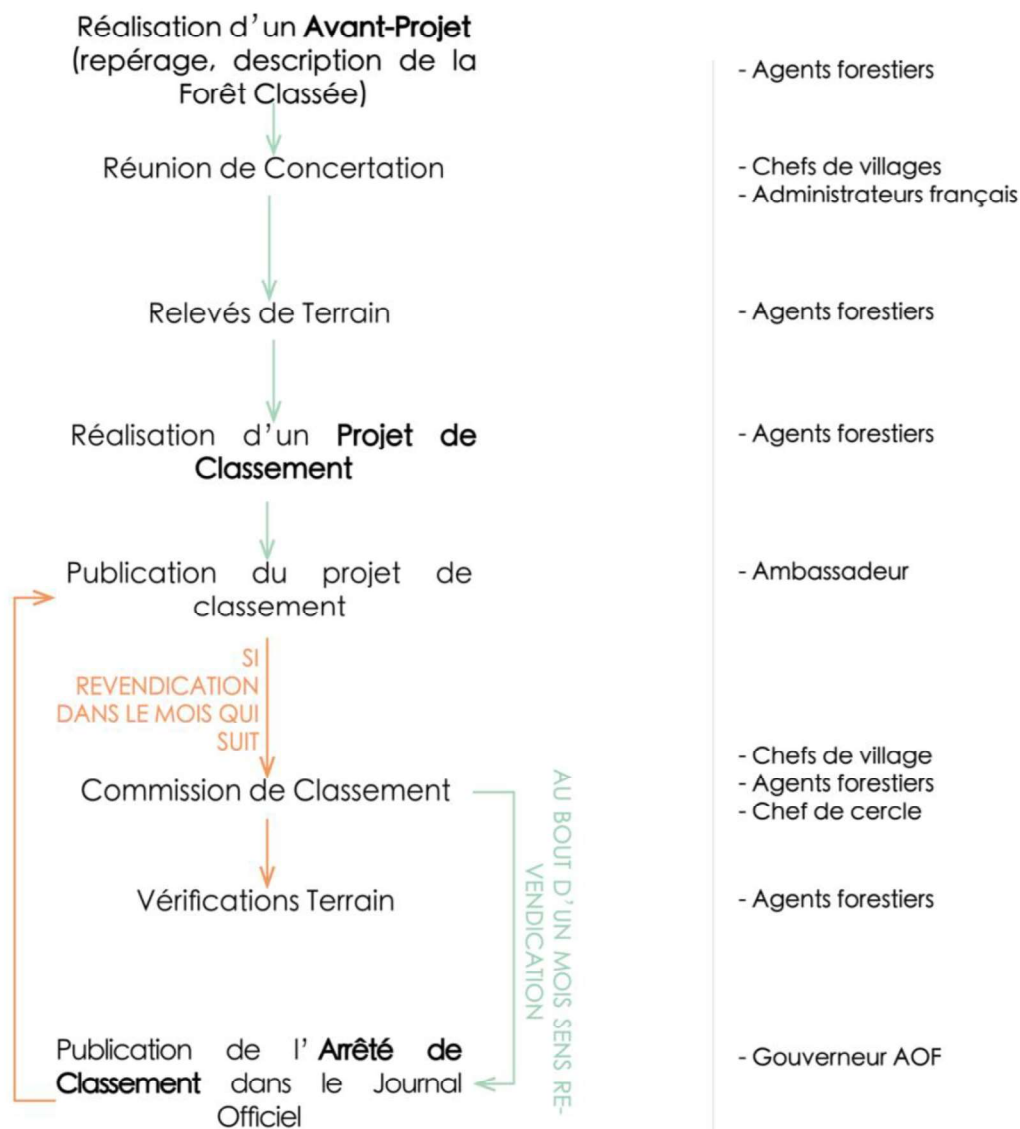 Réalisation d'un Avant-Projet
(repérage, description de la
Forêt Classée)
- Agents forestiers
Réunion de Concertation
- Chefs de villages
- Administrateurs français
Relevés de Terrain
- Agents forestiers
Réalisation d'un Projet de
Classement
- Agents forestiers
Publication du projet de
classement
- Ambassadeur
SI
REVENDICATION
DANS LE MOIS QUI
SUIT
Commission de Classement
- Chefs de village
- Agents forestiers
- Chef de cercle
AU BOUT D'UN MOIS SENS RE-
VENDICATION
Vérifications Terrain
- Agents forestiers
Publication de l'Arrêté de
Classement dans le Journal
Officiel
- Gouverneur AOF